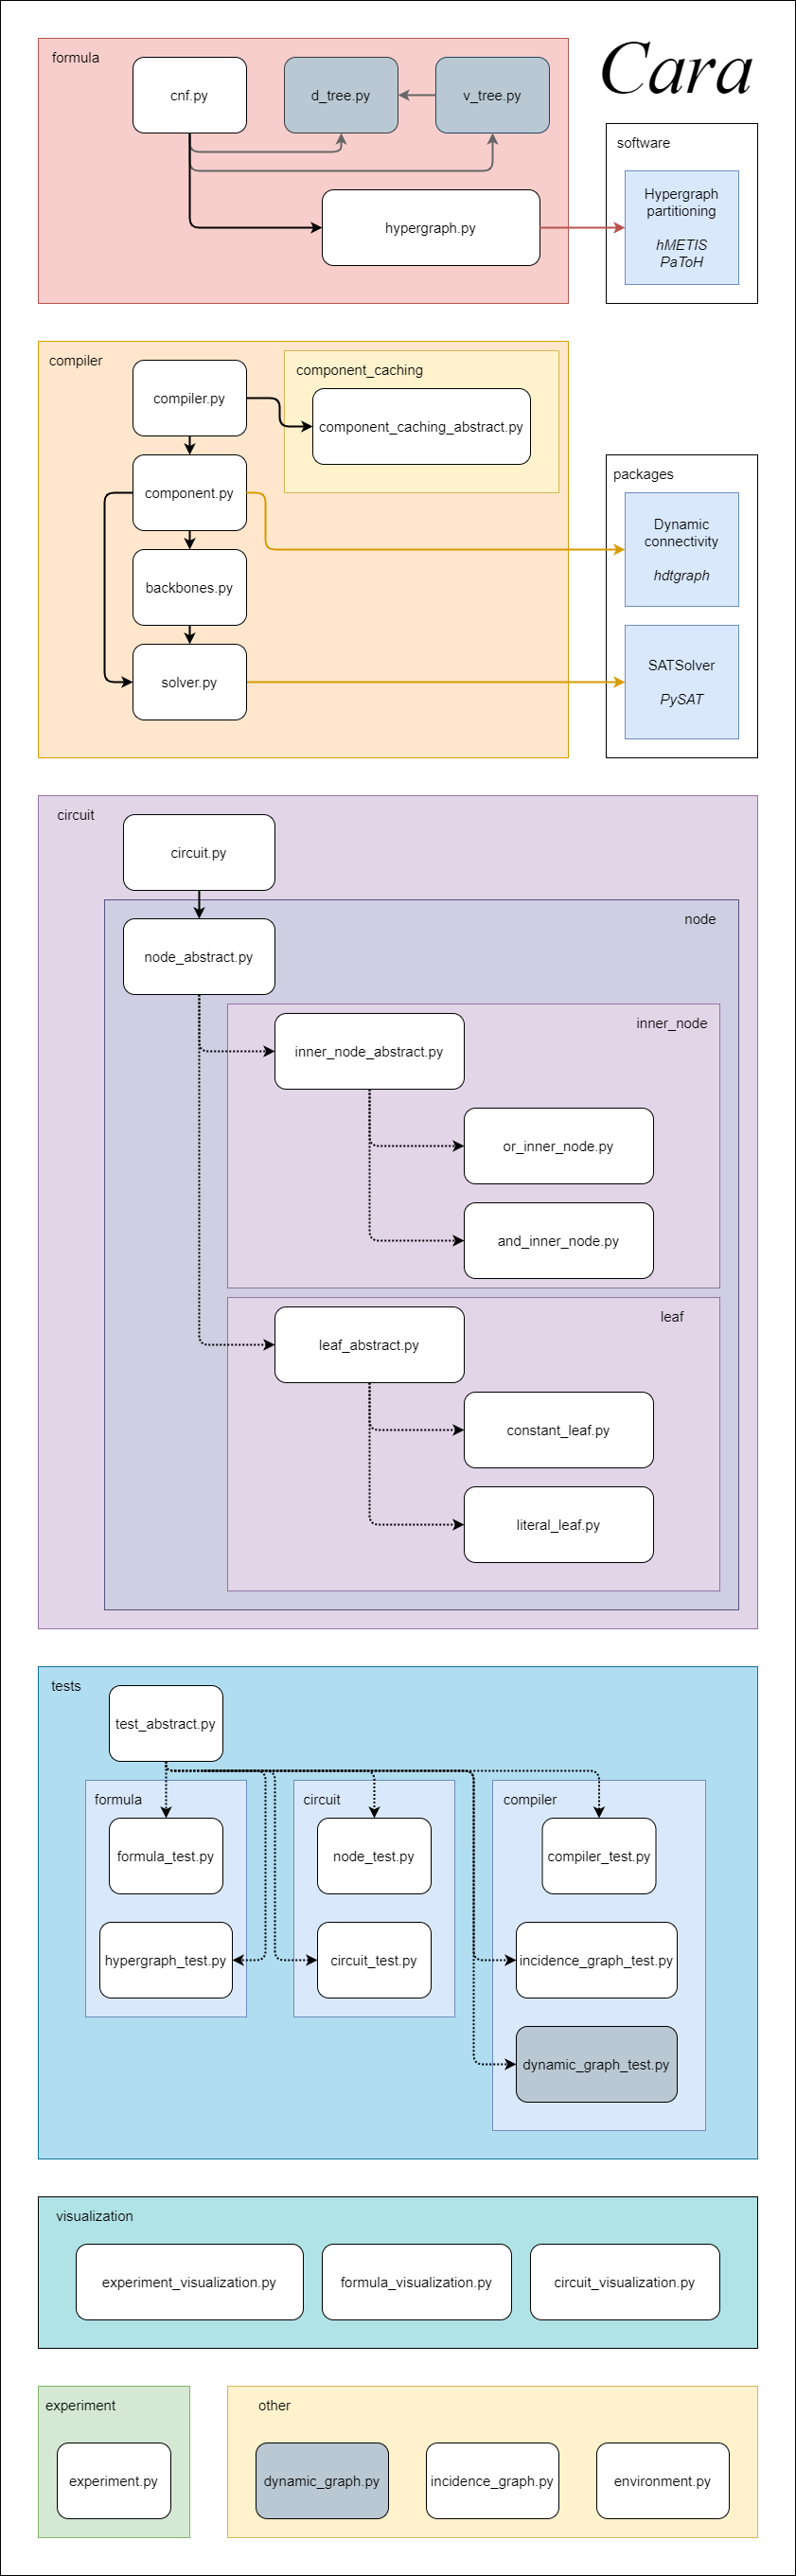 Cara
formula
cnf.py
d_tree.py
v_tree.py
hypergraph.py
software
Hypergraph
partitioning
hMETIS
PaToH
compiler
compiler.py
component_caching
component_caching_abstract.py
component.py
backbones.py
solver.py
packages
Dynamic
connectivity
hdtgraph
SATSolver
PySAT
circuit
circuit.py
node
node_abstract.py
inner_node
inner_node_abstract.py
or_inner_node.py
and_inner_node.py
leaf
leaf_abstract.py
constant_leaf.py
literal_leaf.py
tests
test_abstract.py
formula
formula_test.py
hypergraph_test.py
circuit
node_test.py
circuit_test.py
compiler
compiler_test.py
incidence_graph_test.py
dynamic_graph_test.py
visualization
experiment_visualization.py
formula_visualization.py
circuit_visualization.py
experiment
experiment.py
other
dynamic_graph.py
incidence_graph.py
environment.py